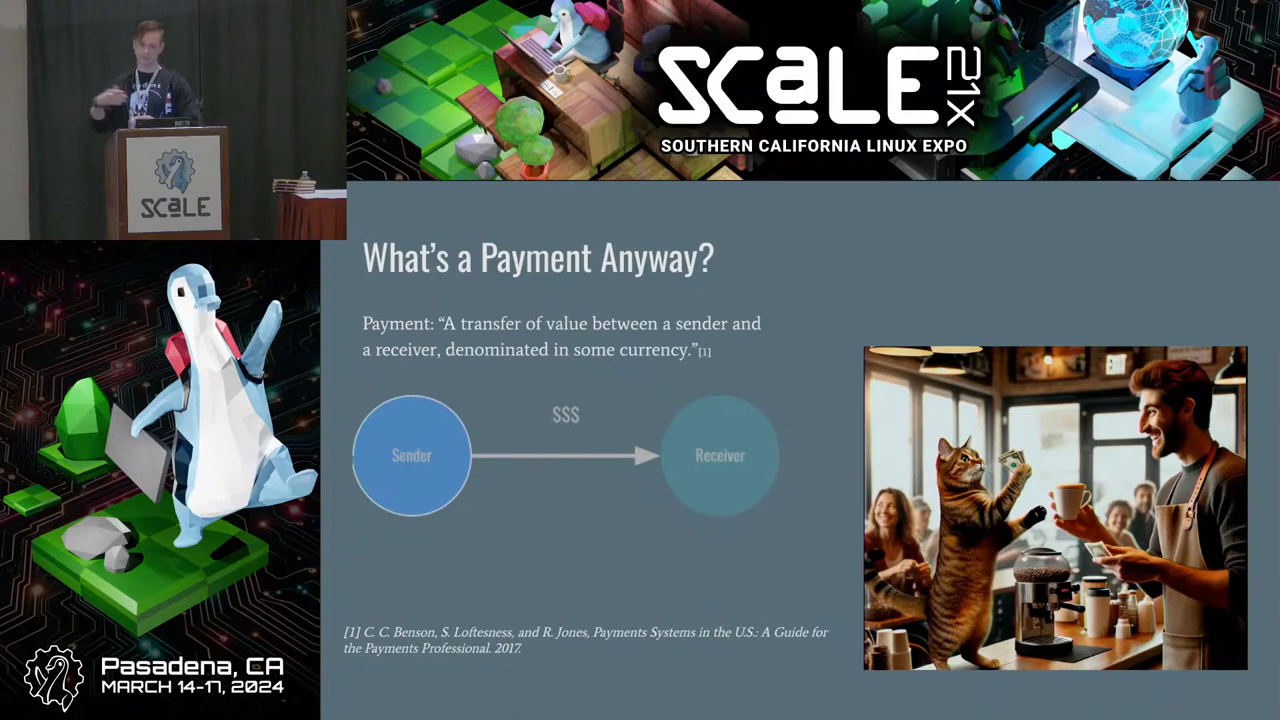 SCaLE 21X
SOUTHERN CALIFORNIA LINUX EXPO
SCaLE
What's a Payment Anyway?
Payment: “A transfer of value between a sender and
a receiver, denominated in some currency.”[1]
$$$
Sender
Receiver
[1] C. C. Benson, S. Loftesness, and R. Jones, Payments Systems in the U.S.: A Guide for
the Payments Professional. 2017.
Pasadena, CA
MARCH 14-17, 2024